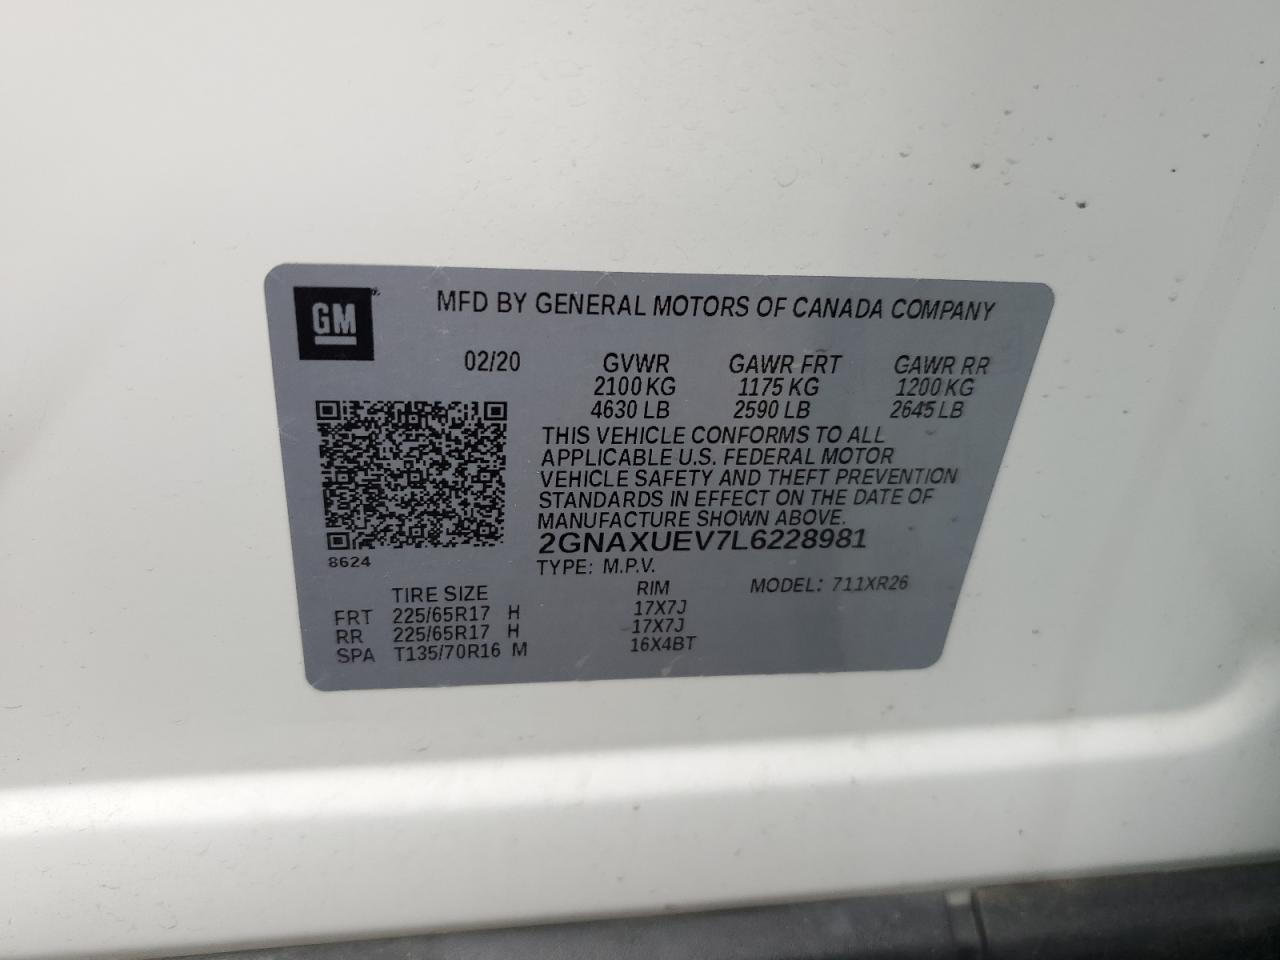 GM
MFD BY GENERAL MOTORS OF CANADA COMPANY
02/20 GVWR GAWR FRT GAWR RR
2100 KG 1175 KG 1200 KG
4630 LB 2590 LB 2645 LB
THIS VEHICLE CONFORMS TO ALL
APPLICABLE U.S. FEDERAL MOTOR
VEHICLE SAFETY AND THEFT PREVENTION
STANDARDS IN EFFECT ON THE DATE OF
MANUFACTURE SHOWN ABOVE.
2GNAXUEV7L6228981
8624
TYPE: M.P.V.
TIRE SIZE RIM MODEL: 711XR26
FRT 225/65R17 H 17X7J
RR 225/65R17 H 17X7J
SPA T135/70R16 M 16X4BT